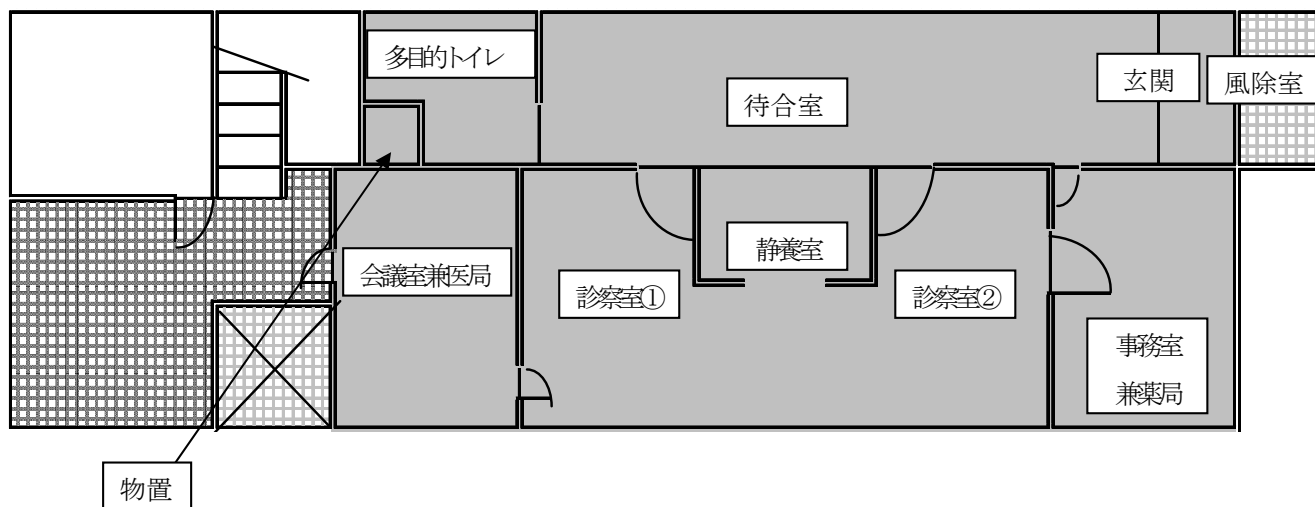 多目的トイレ
待合室
玄関
風除室
会議室兼医局
静養室
診察室①
診察室②
事務室
兼薬局
物置